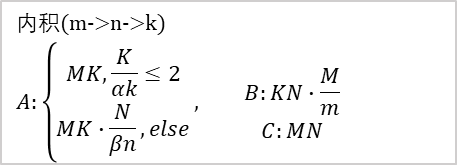 内积(m->n->k)
A: { MK, K/αk ≤ 2
MK · N/βn, else ,
B: KN · M/m
C: MN